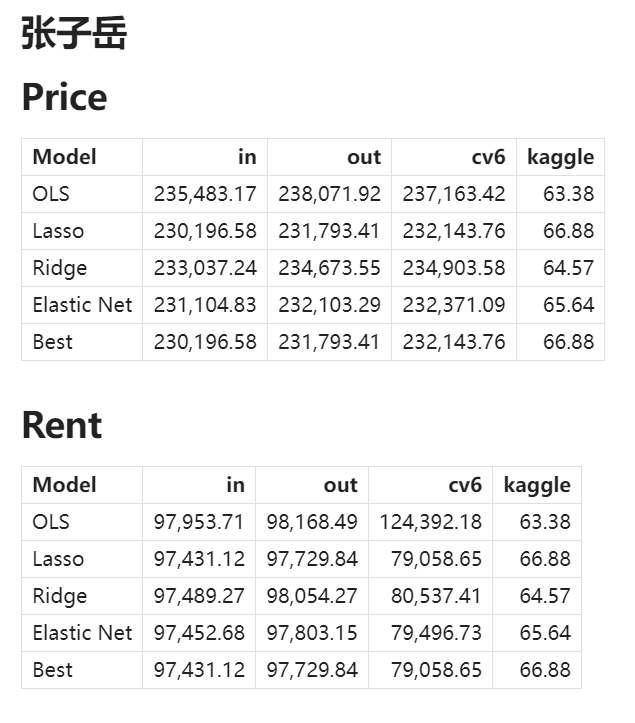 张子岳
Price
Model in out cv6 kaggle
OLS 235,483.17 238,071.92 237,163.42 63.38
Lasso 230,196.58 231,793.41 232,143.76 66.88
Ridge 233,037.24 234,673.55 234,903.58 64.57
Elastic Net 231,104.83 232,103.29 232,371.09 65.64
Best 230,196.58 231,793.41 232,143.76 66.88
Rent
Model in out cv6 kaggle
OLS 97,953.71 98,168.49 124,392.18 63.38
Lasso 97,431.12 97,729.84 79,058.65 66.88
Ridge 97,489.27 98,054.27 80,537.41 64.57
Elastic Net 97,452.68 97,803.15 79,496.73 65.64
Best 97,431.12 97,729.84 79,058.65 66.88